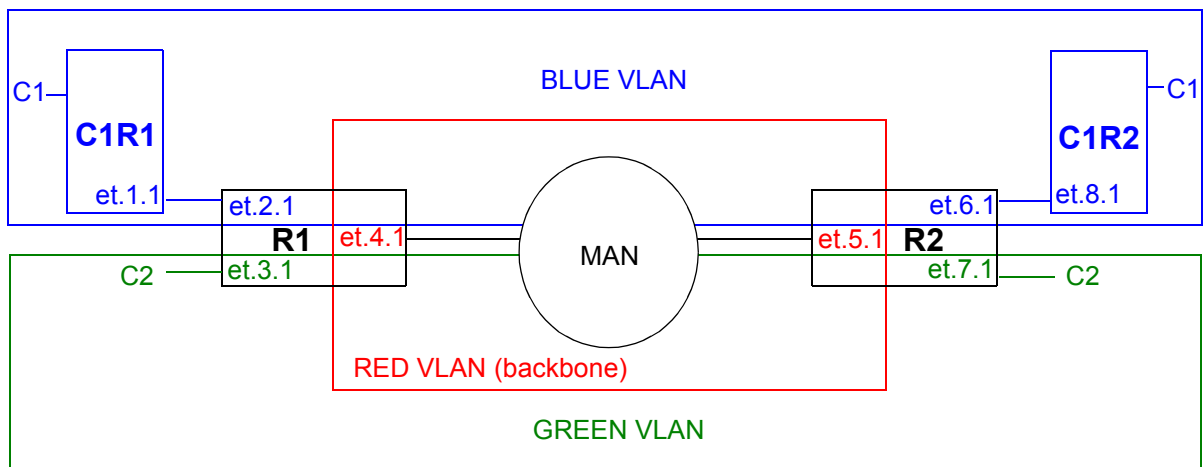 BLUE VLAN
C1
C1R1
et.1.1
C1
C1R2
et.8.1
et.2.1
R1
et.4.1
et.3.1
C2
MAN
et.6.1
et.5.1
R2
et.7.1
C2
RED VLAN (backbone)
GREEN VLAN